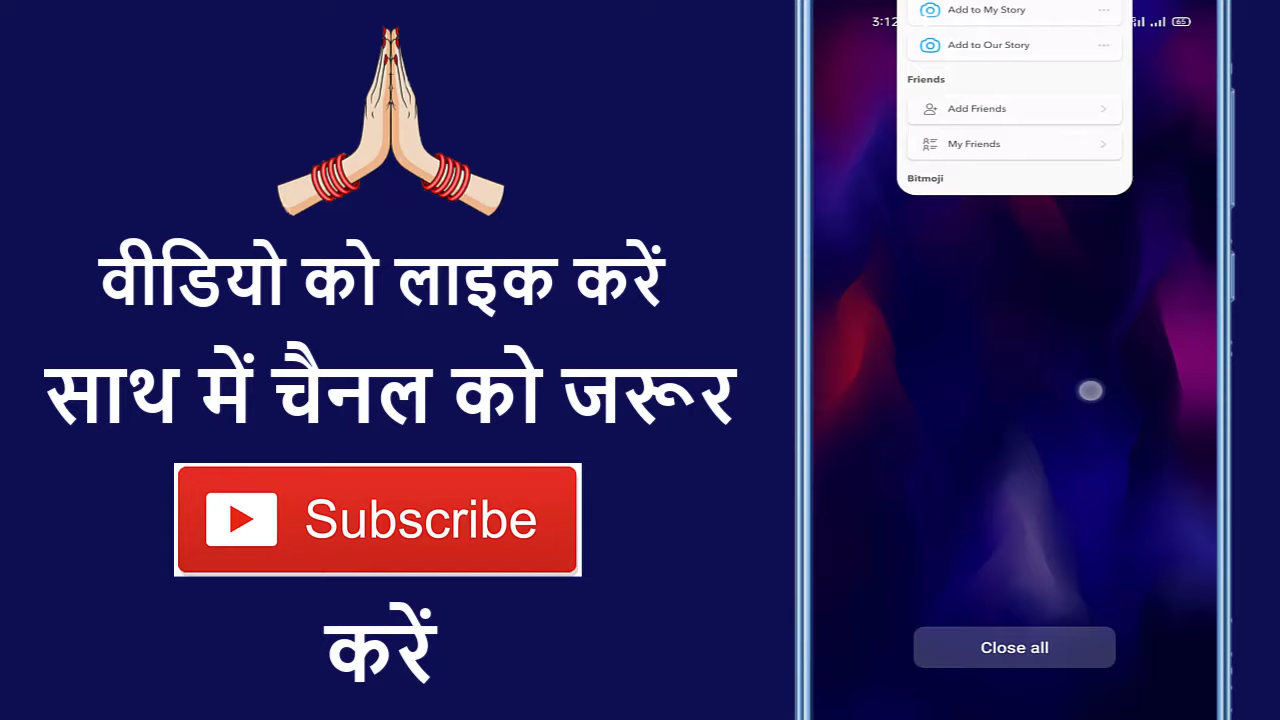 वीडियो को लाइक करें
साथ में चैनल को जरूर
Subscribe
करें
3:12
65
Add to My Story
Add to Our Story
Friends
Add Friends
My Friends
Bitmoji
Close all